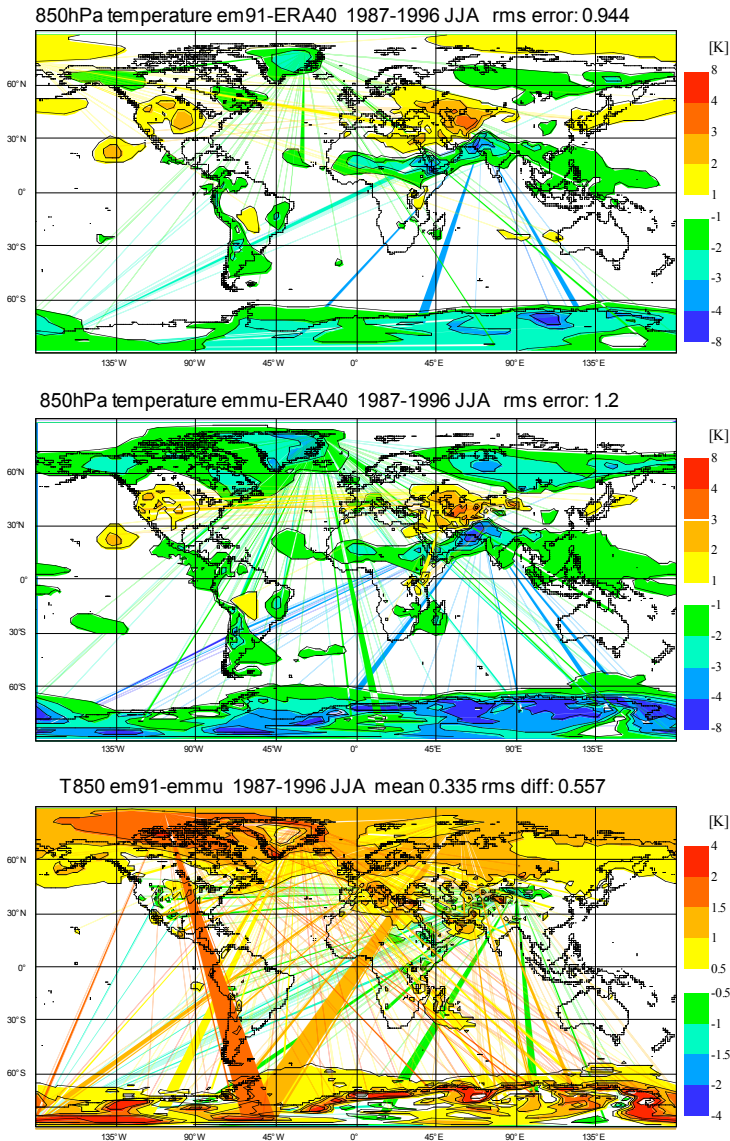 850hPa temperature em91-ERA40 1987-1996 JJA rms error: 0.944
[K]
8
4
3
2
1
-1
-2
-3
-4
-8
60°N
30°N
0°
30°S
60°S
135°W 90°W 45°W 0° 45°E 90°E 135°E
850hPa temperature emmu-ERA40 1987-1996 JJA rms error: 1.2
[K]
8
4
3
2
1
-1
-2
-3
-4
-8
60°N
30°N
0°
30°S
60°S
135°W 90°W 45°W 0° 45°E 90°E 135°E
T850 em91-emmu 1987-1996 JJA mean 0.335 rms diff: 0.557
[K]
4
2
1.5
1
0.5
-0.5
-1
-1.5
-2
-4
60°N
30°N
0°
30°S
60°S
135°W 90°W 45°W 0° 45°E 90°E 135°E